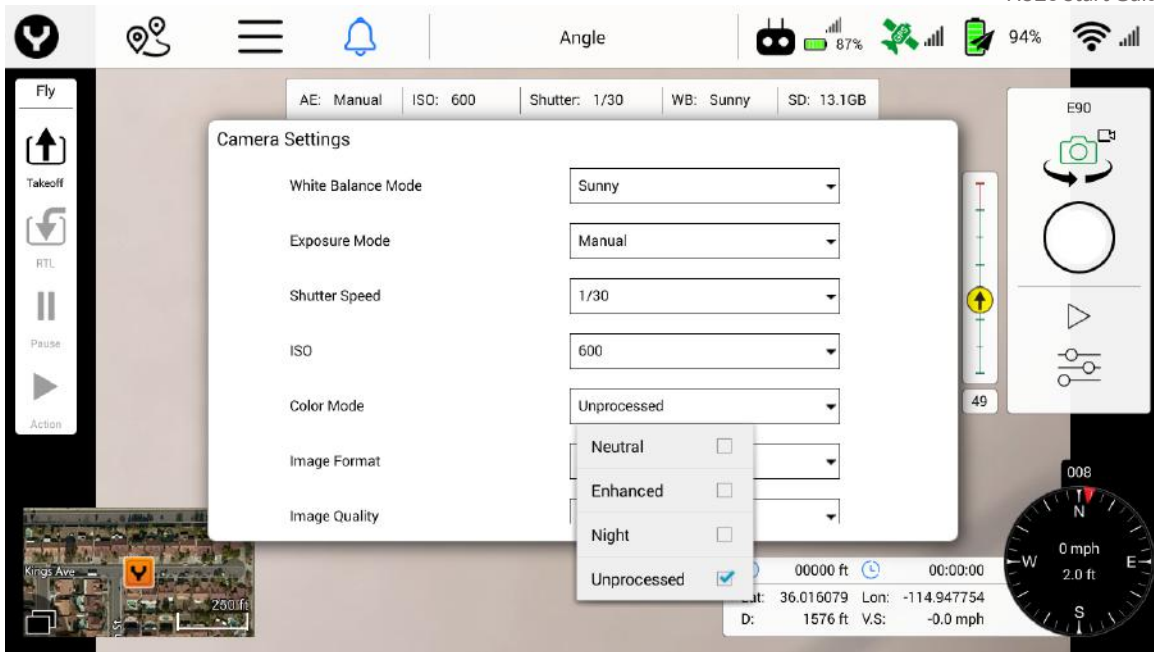 Angle
87%
94%
Fly
Takeoff
RTL
Pause
Action
AE: Manual ISO: 600 Shutter: 1/30 WB: Sunny SD: 13.1GB
Camera Settings
White Balance Mode Sunny
Exposure Mode Manual
Shutter Speed 1/30
ISO 600
Color Mode Unprocessed
Image Format
Image Quality
Neutral
Enhanced
Night
Unprocessed
E90
49
008
N
W
E
S
0 mph
2.0 ft
Kings Ave
250 ft
00000 ft 00:00:00
36.016079 Lon: -114.947754
D: 1576 ft V.S: -0.0 mph